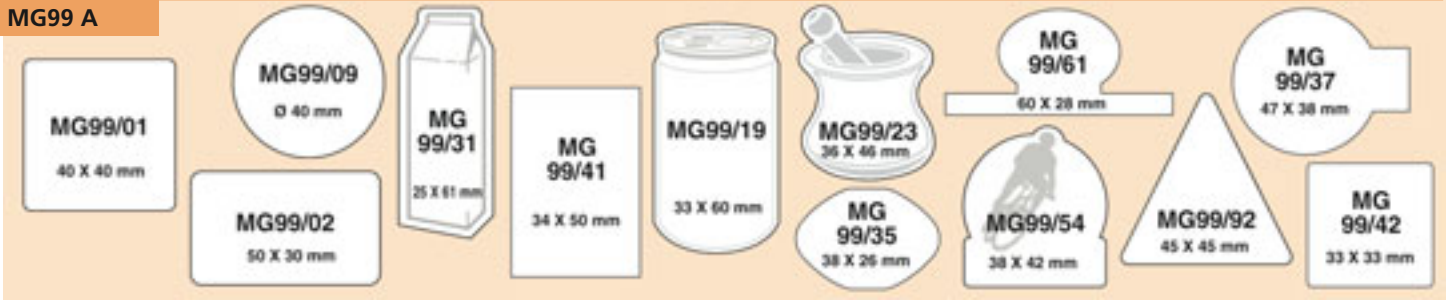 MG99 A
MG99/01
40 X 40 mm
MG99/09
Ø 40 mm
MG99/02
50 X 30 mm
MG
99/31
25 X 61 mm
MG
99/41
34 X 50 mm
MG99/19
33 X 60 mm
MG99/23
36 X 46 mm
MG
99/35
38 X 26 mm
MG
99/61
60 X 28 mm
MG99/54
38 X 42 mm
MG99/92
45 X 45 mm
MG
99/37
47 X 38 mm
MG
99/42
33 X 33 mm